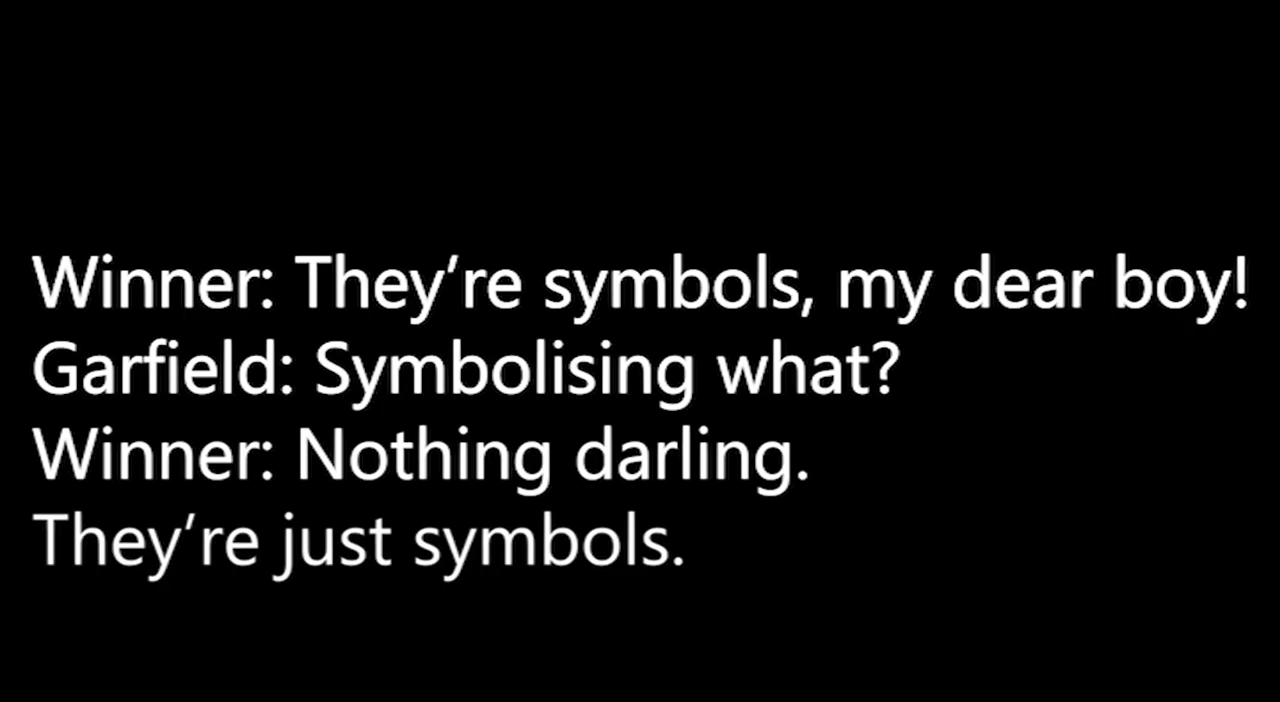 Winner: They’re symbols, my dear boy!
Garfield: Symbolising what?
Winner: Nothing darling.
They’re just symbols.